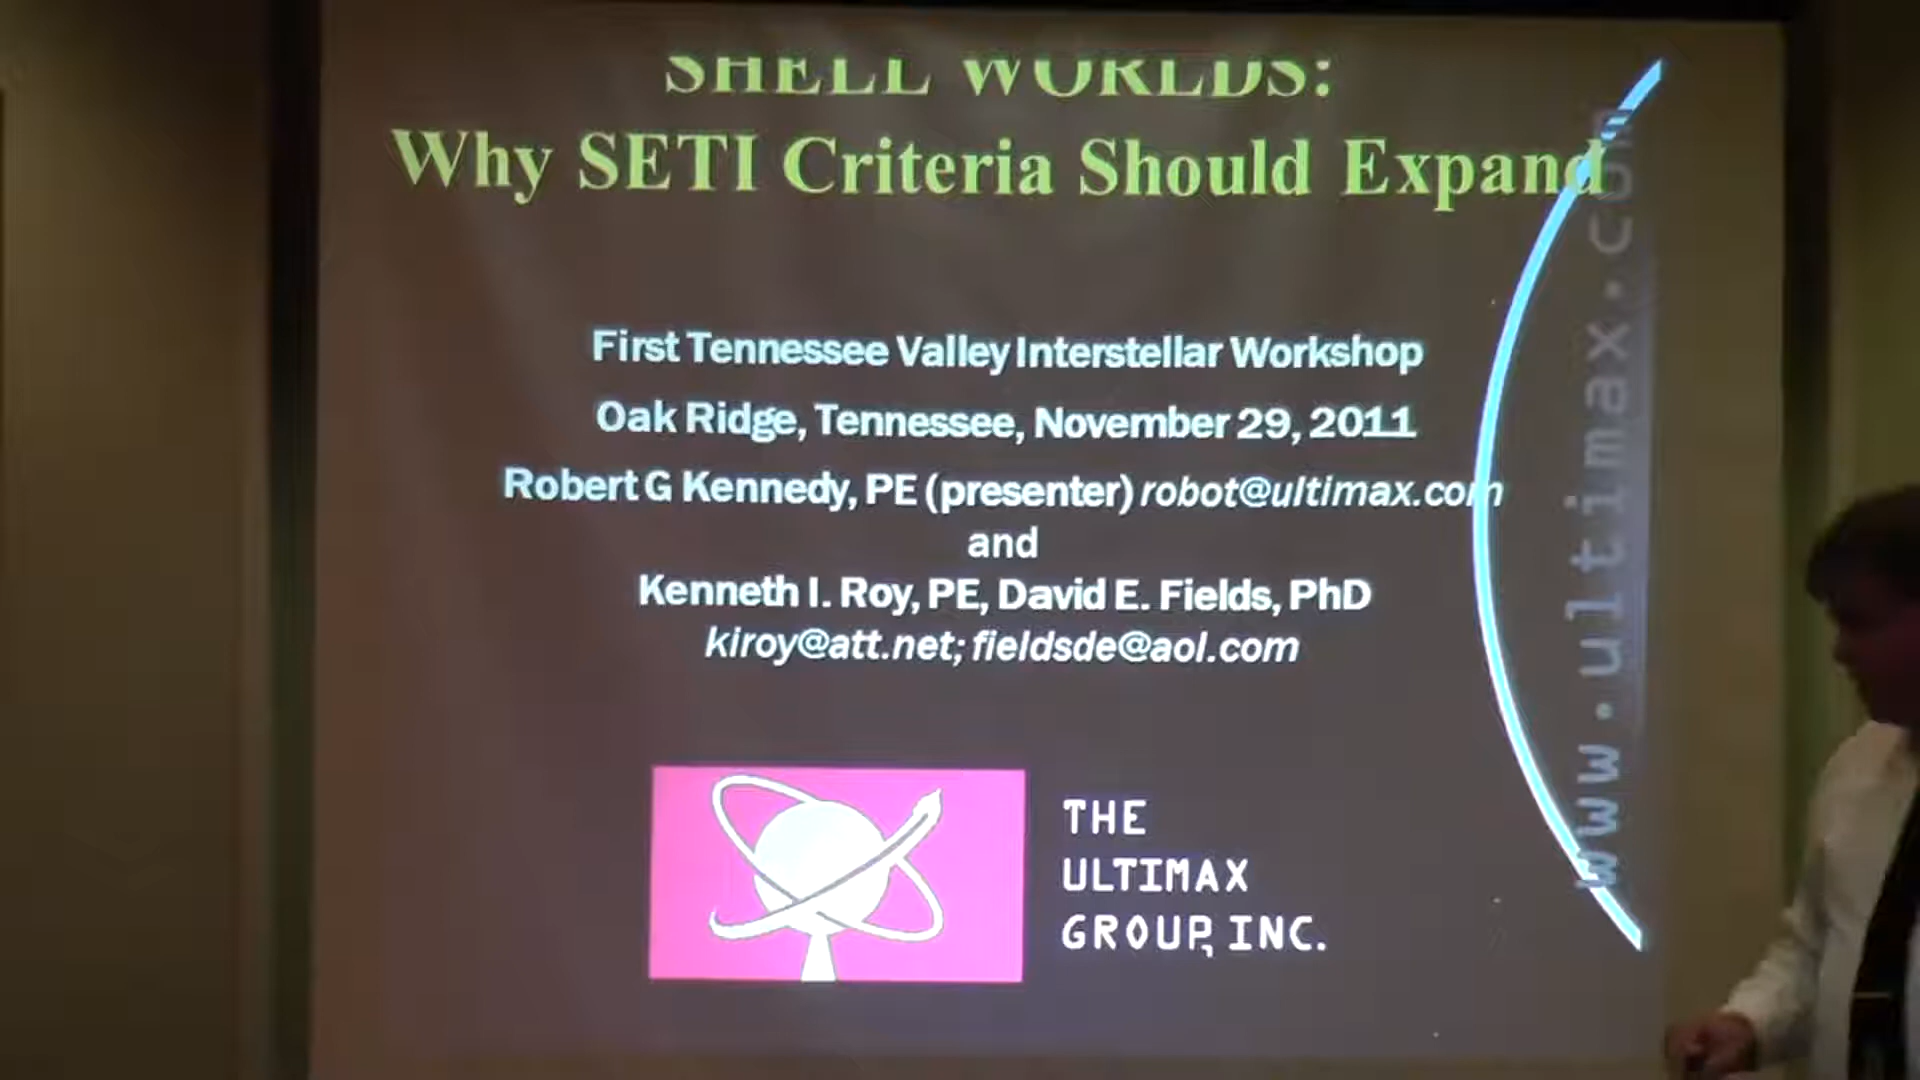 SHELL WORLDS:
Why SETI Criteria Should Expand
First Tennessee Valley Interstellar Workshop
Oak Ridge, Tennessee, November 29, 2011
Robert G Kennedy, PE (presenter) robot@ultimax.com
and
Kenneth I. Roy, PE, David E. Fields, PhD
kiroy@att.net; fieldsde@aol.com
THE
ULTIMAX
GROUP, INC.
www.ultimax.com